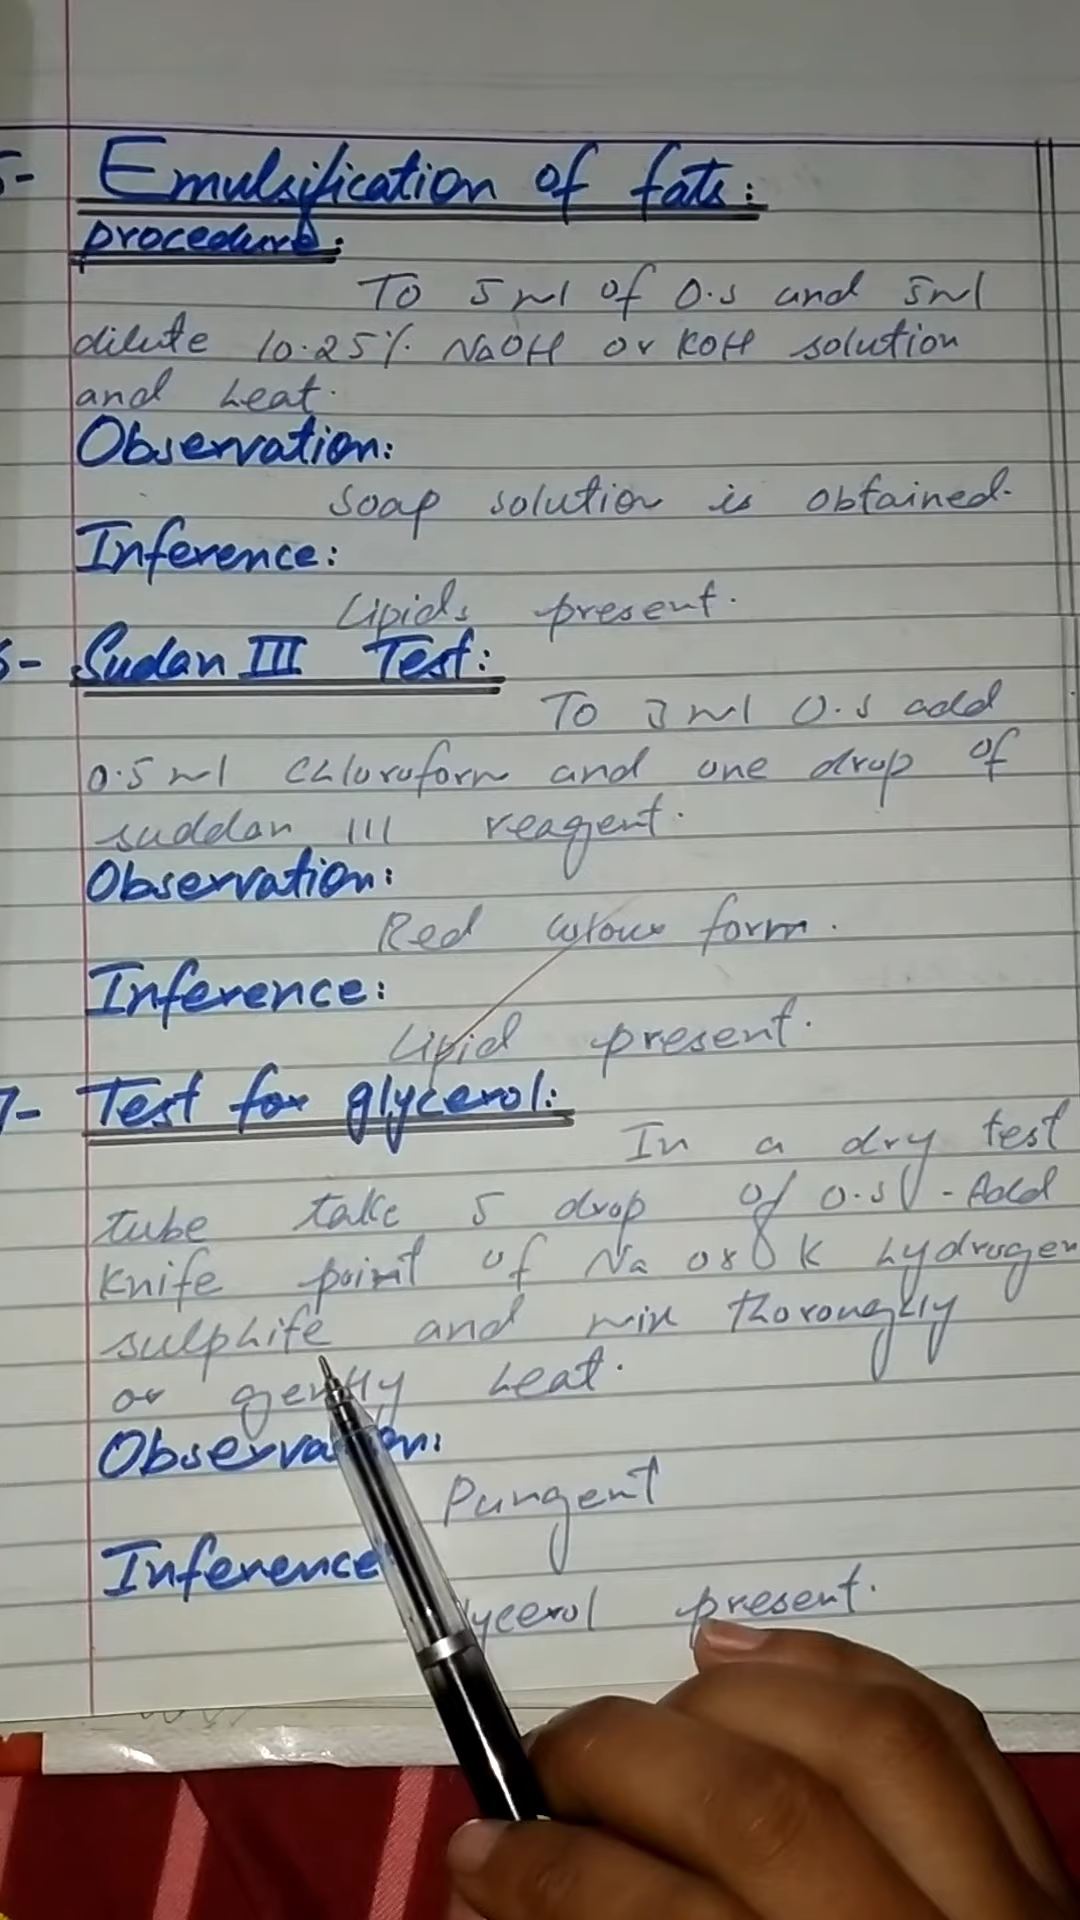 5- Emulsification of fats:
procedure:
To 5ml of O.s and 5ml
dilute 10.25% NaOH or KOH solution
and heat.
Observation:
soap solution is obtained.
Inference:
Lipids present.
6- Sudan III Test:
To 3ml O.s add
0.5ml chloroform and one drop of
suddan III reagent.
Observation:
Red colour form.
Inference:
Lipid present.
7- Test for glycerol:
In a dry test
tube take 5 drop of O.s. Add
knife point of Na or K hydrogen
sulphife and mix thoroughly
or gently heat.
Observation:
Pungent
Inference
lycerol present.